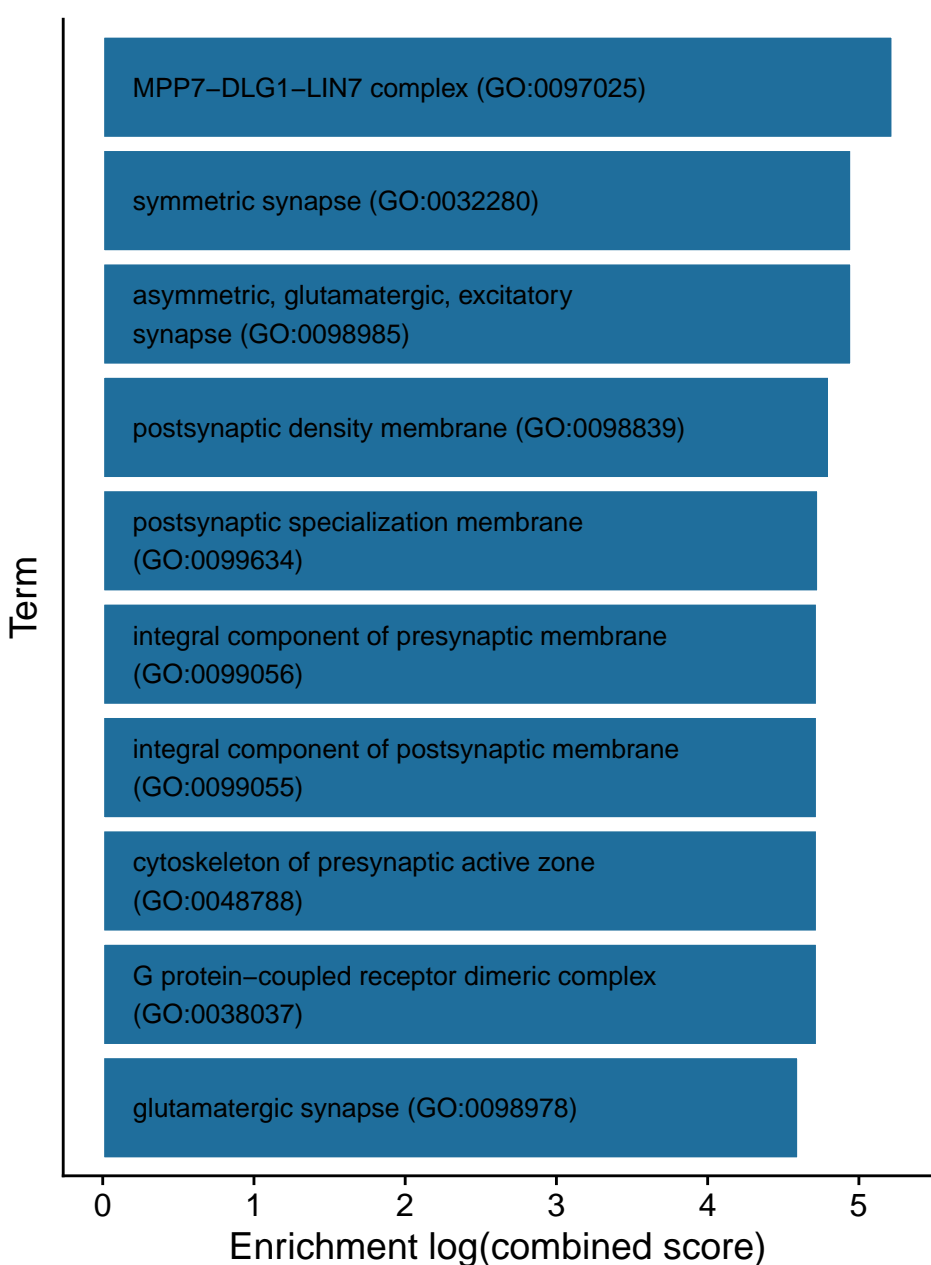 MPP7−DLG1−LIN7 complex (GO:0097025)
symmetric synapse (GO:0032280)
asymmetric, glutamatergic, excitatory
synapse (GO:0098985)
postsynaptic density membrane (GO:0098839)
postsynaptic specialization membrane
(GO:0099634)
integral component of presynaptic membrane
(GO:0099056)
integral component of postsynaptic membrane
(GO:0099055)
cytoskeleton of presynaptic active zone
(GO:0048788)
G protein−coupled receptor dimeric complex
(GO:0038037)
glutamatergic synapse (GO:0098978)
Term
0 1 2 3 4 5
Enrichment log(combined score)